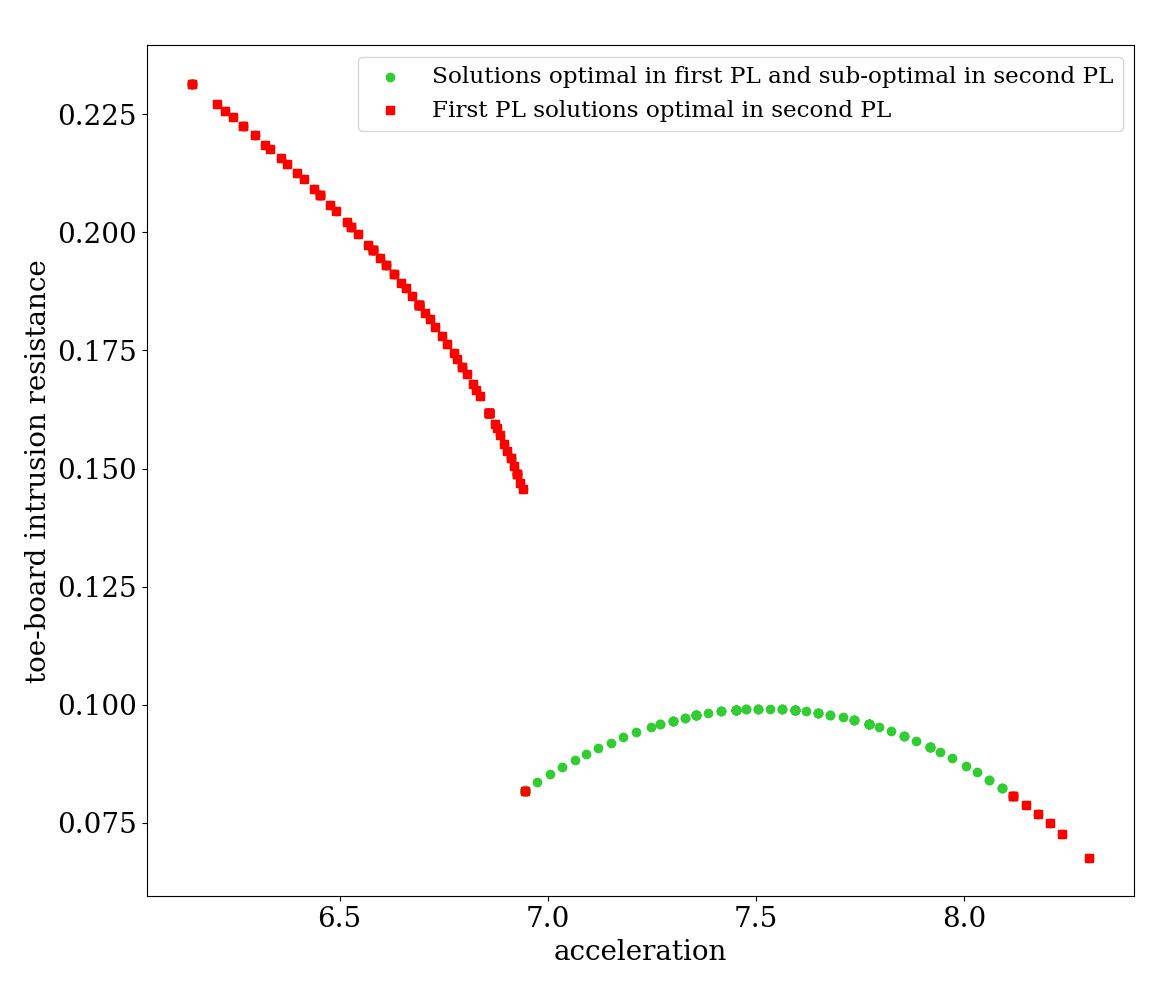 Solutions optimal in first PL and sub-optimal in second PL
First PL solutions optimal in second PL
toe-board intrusion resistance
0.225
0.200
0.175
0.150
0.125
0.100
0.075
6.5 7.0 7.5 8.0
acceleration